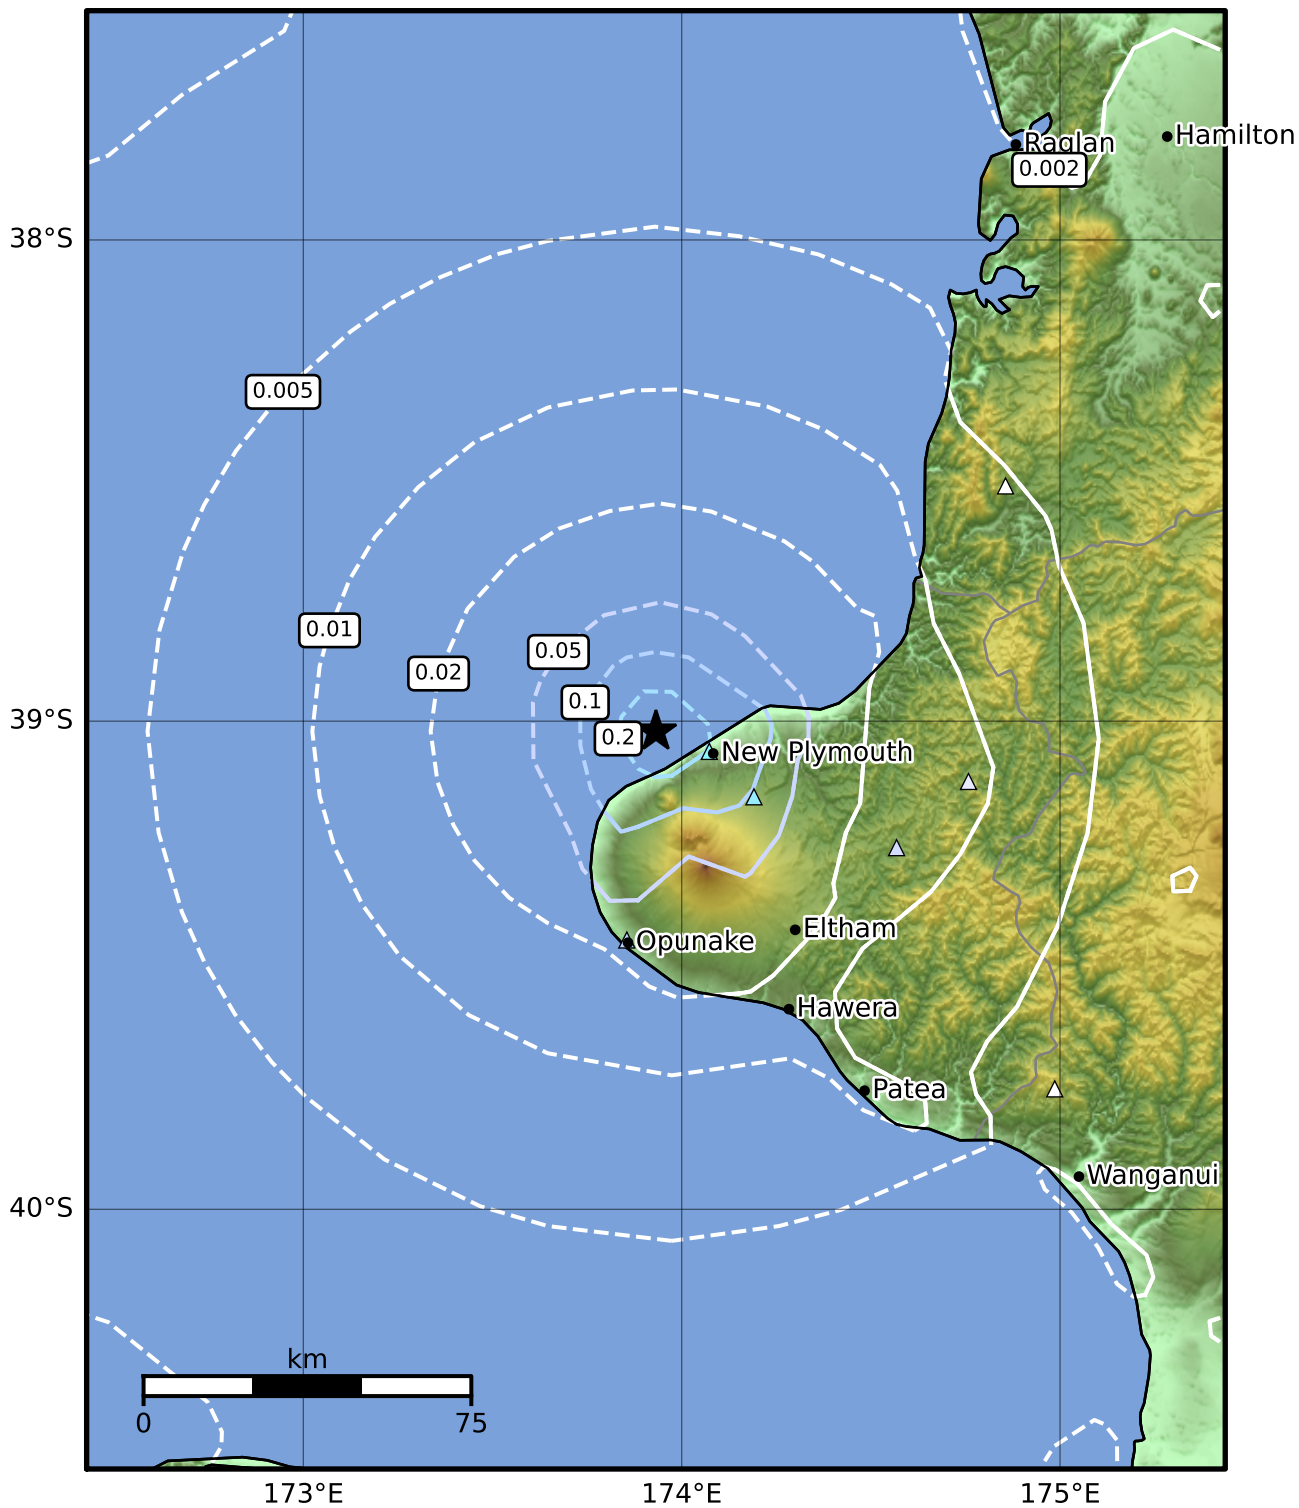 Raglan
Hamilton
0.002
38°S
0.005
0.01
0.05
0.02
0.1
39°S
0.2
New Plymouth
Eltham
Opunake
Hawera
Patea
Wanganui
40°S
km
0
75
173°E
174°E
175°E